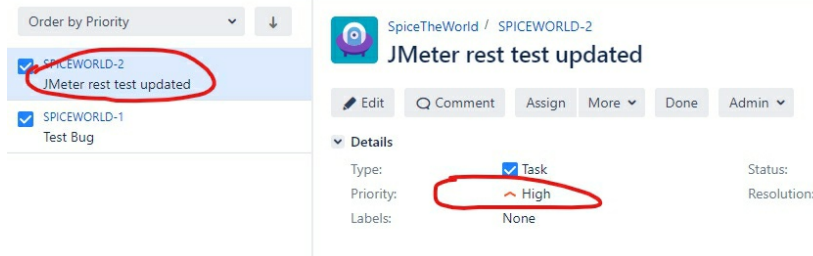 Order by Priority
SPICEWORLD-2
JMeter rest test updated
SPICEWORLD-1
Test Bug
SpiceTheWorld / SPICEWORLD-2
JMeter rest test updated
Edit Comment Assign More Done Admin
Details
Type: Task Status:
Priority: High Resolution:
Labels: None